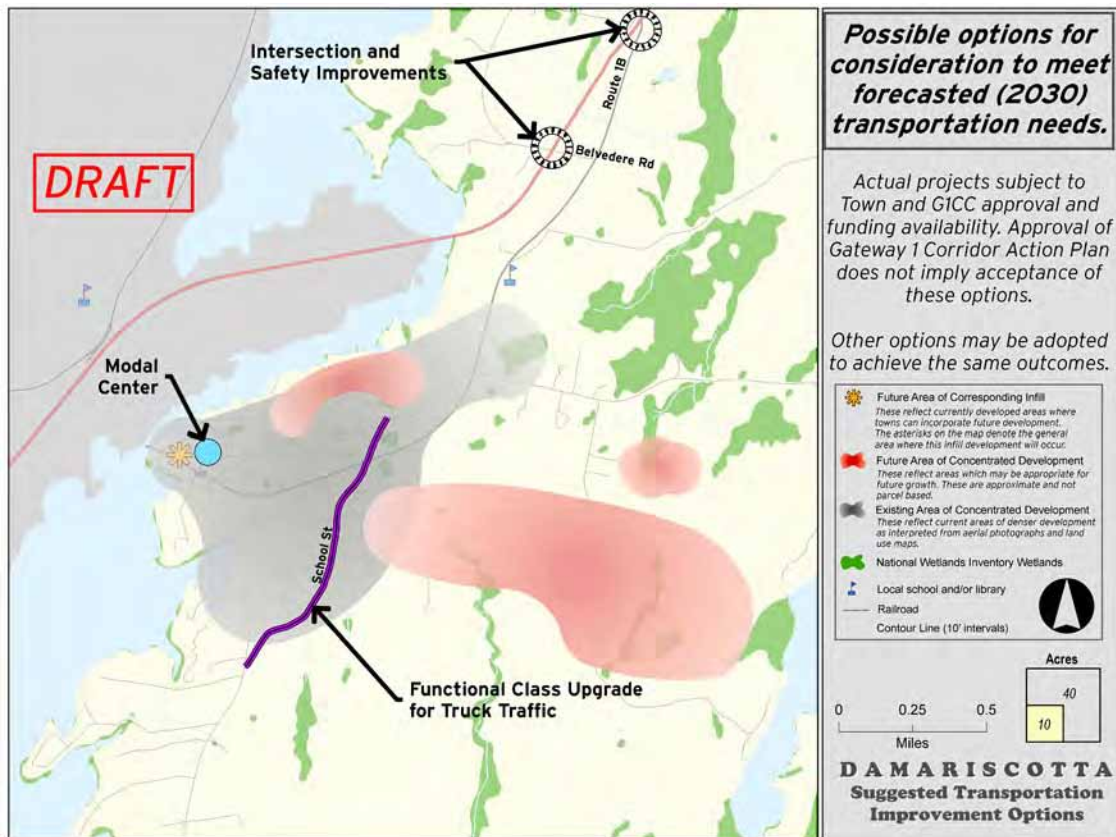 Intersection and
Safety Improvements
Route 1B
Belvedere Rd
DRAFT
Modal
Center
School St
Functional Class Upgrade
for Truck Traffic
Possible options for
consideration to meet
forecasted (2030)
transportation needs.
Actual projects subject to
Town and G1CC approval and
funding availability. Approval of
Gateway 1 Corridor Action Plan
does not imply acceptance of
these options.
Other options may be adopted
to achieve the same outcomes.
Future Area of Corresponding Infill
These reflect currently developed areas where
towns can incorporate future development.
The asterisks on the map denote the general
area where this infill development will occur.
Future Area of Concentrated Development
These reflect areas which may be appropriate for
future growth. These are approximate and not
parcel based.
Existing Area of Concentrated Development
These reflect current areas of denser development
as interpreted from aerial photographs and land
use maps.
National Wetlands Inventory Wetlands
Local school and/or library
Railroad
Contour Line (10' intervals)
Acres
40
10
0 0.25 0.5
Miles
DAMARISCOTTA
Suggested Transportation
Improvement Options